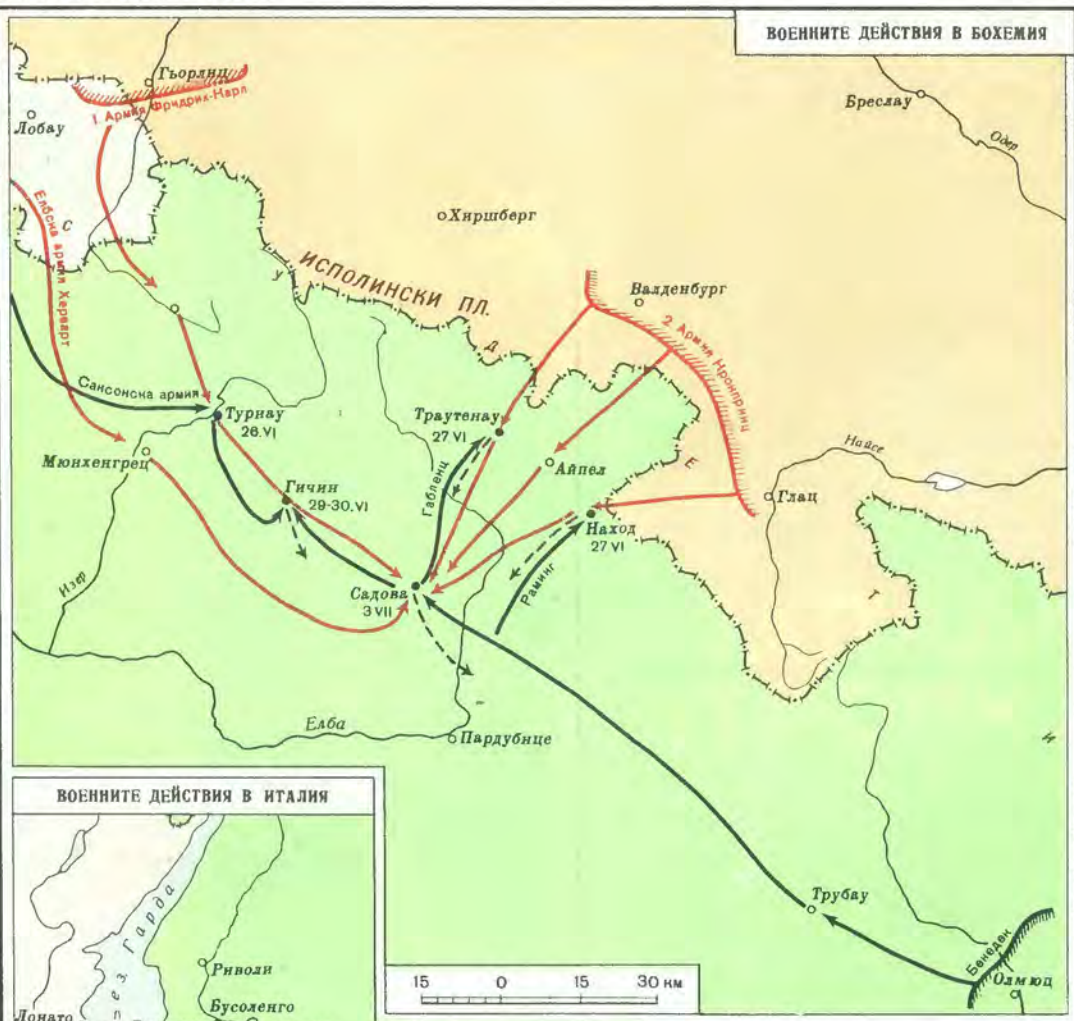 ВОЕННИТЕ ДЕЙСТВИЯ В БОХЕМИЯ
Гьорлиц
1. Армия Фридрих-Карл
Лобау
Бреслау
Одер
Елбска армия Херварт
С
У
Д
Е
Т
И
Хиршберг
ИСПОЛИНСКИ ПЛ.
Валденбург
2. Армия Кронпринц
Саксонска армия
Турнау
26.VI
Траутенау
27 VI
Мюнхенгрец
Айпел
Найсе
Глац
Гичин
29-30.VI
Габленц
Наход
27 VI
Изер
Садова
3 VII
Раминг
Елба
Пардубице
Трубау
Бенедек
Олмюц
15 0 15 30 км
ВОЕННИТЕ ДЕЙСТВИЯ В ИТАЛИЯ
ез. Гарда
Риволи
Бусоленго
Лонато